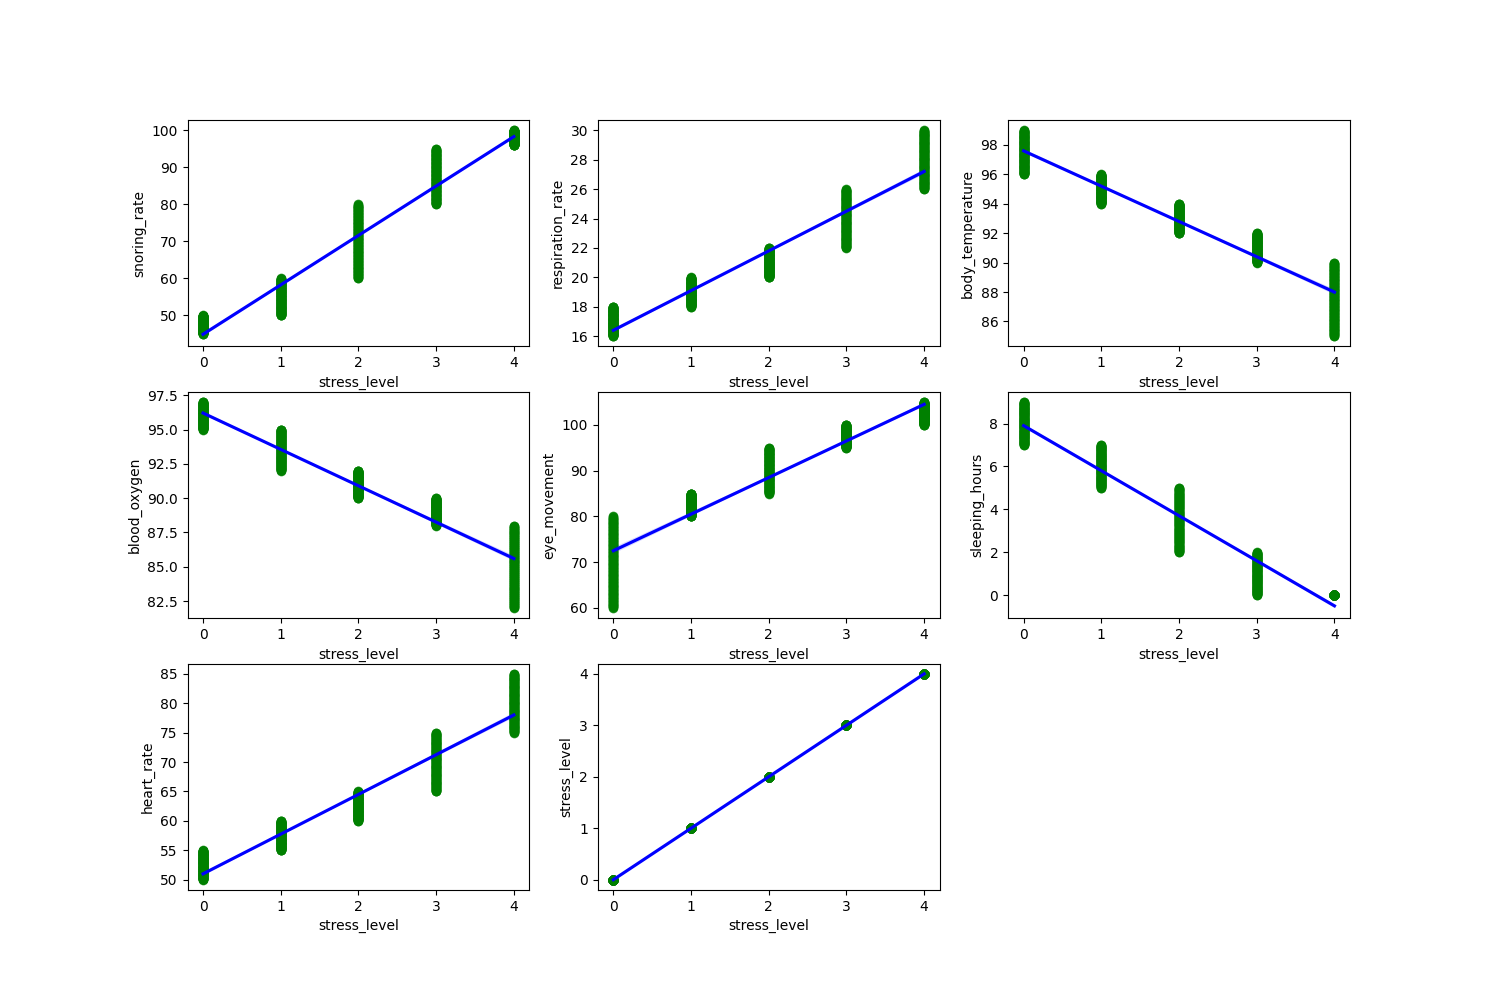 snoring_rate
100
90
80
70
60
50
0 1 2 3 4
stress_level
respiration_rate
30
28
26
24
22
20
18
16
0 1 2 3 4
stress_level
body_temperature
98
96
94
92
90
88
86
0 1 2 3 4
stress_level
blood_oxygen
97.5
95.0
92.5
90.0
87.5
85.0
82.5
0 1 2 3 4
stress_level
eye_movement
100
90
80
70
60
0 1 2 3 4
stress_level
sleeping_hours
8
6
4
2
0
0 1 2 3 4
stress_level
heart_rate
85
80
75
70
65
60
55
50
0 1 2 3 4
stress_level
stress_level
4
3
2
1
0
0 1 2 3 4
stress_level